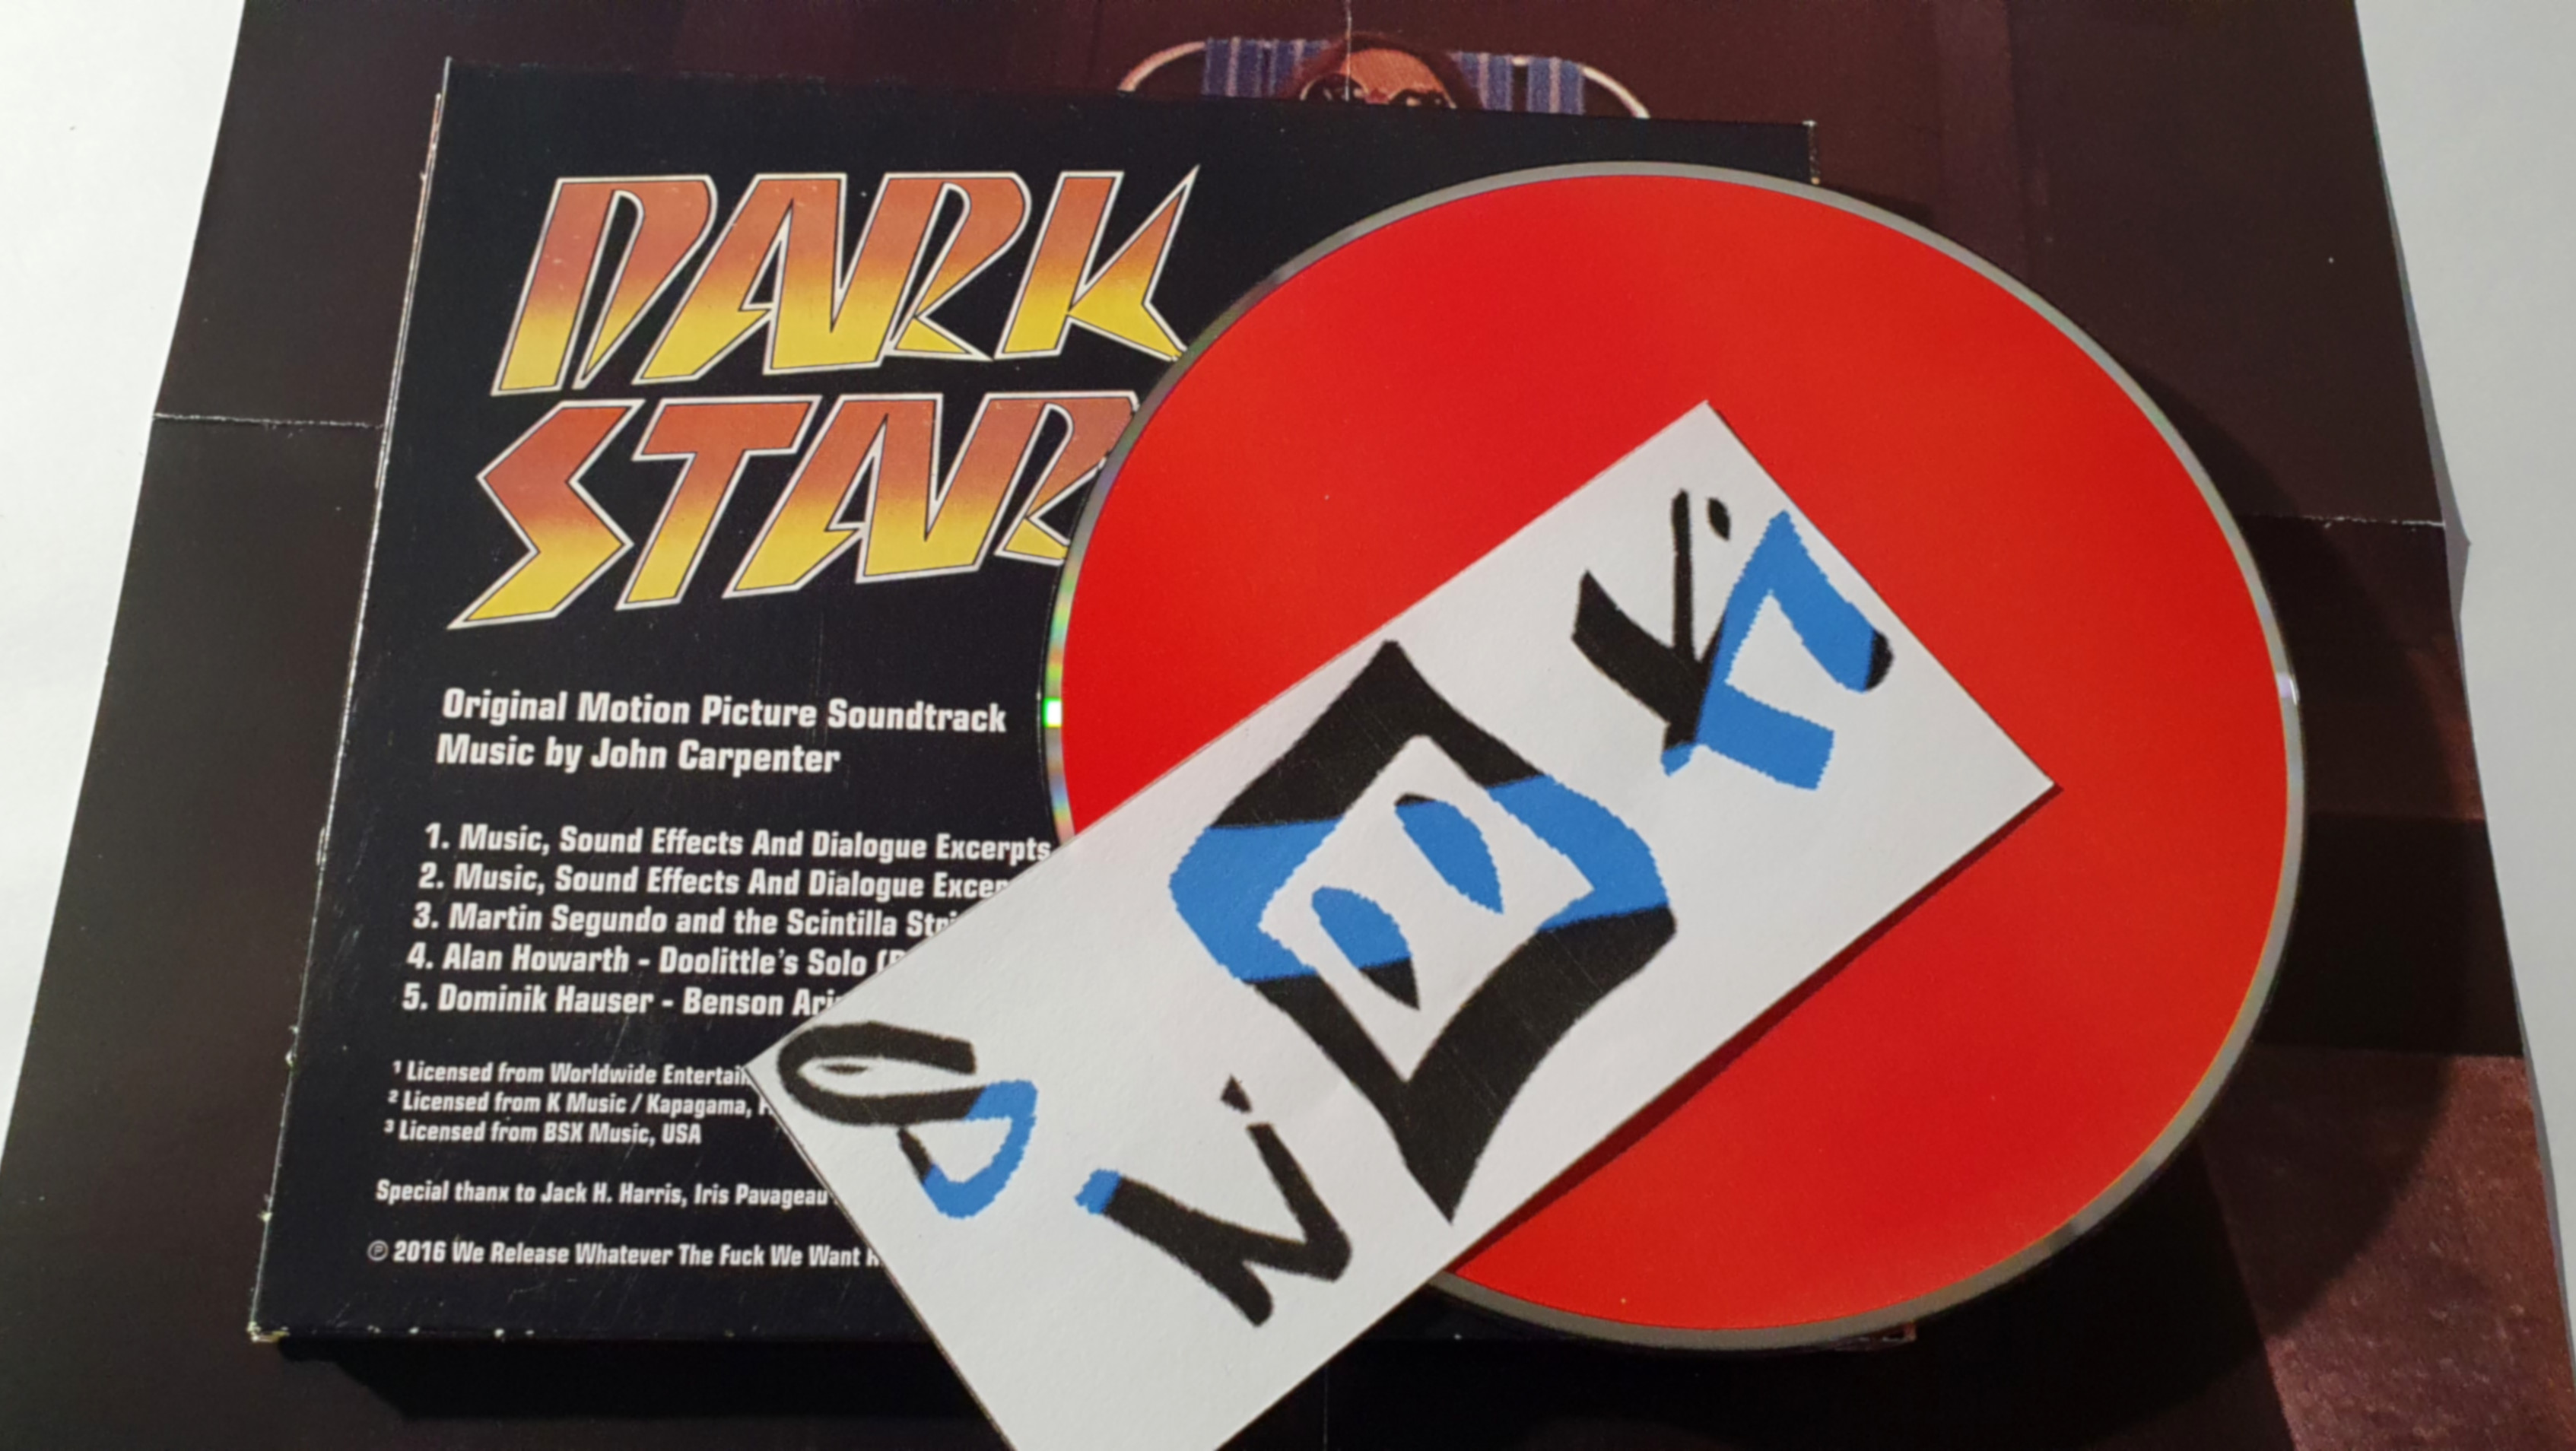 DARK
STAR
Original Motion Picture Soundtrack
Music by John Carpenter
1. Music, Sound Effects And Dialogue Excerpts
2. Music, Sound Effects And Dialogue
3. Martin Segundo and the Scintilla
4. Alan Howarth - Doolittle's Solo
5. Dominik Hauser - Benson
¹ Licensed from Worldwide
² Licensed from K Music / Kapagama,
³ Licensed from BSX Music, USA
Special thanx to Jack H. Harris, Iris Pavageau
℗ 2016 We Release Whatever The Fuck We Want